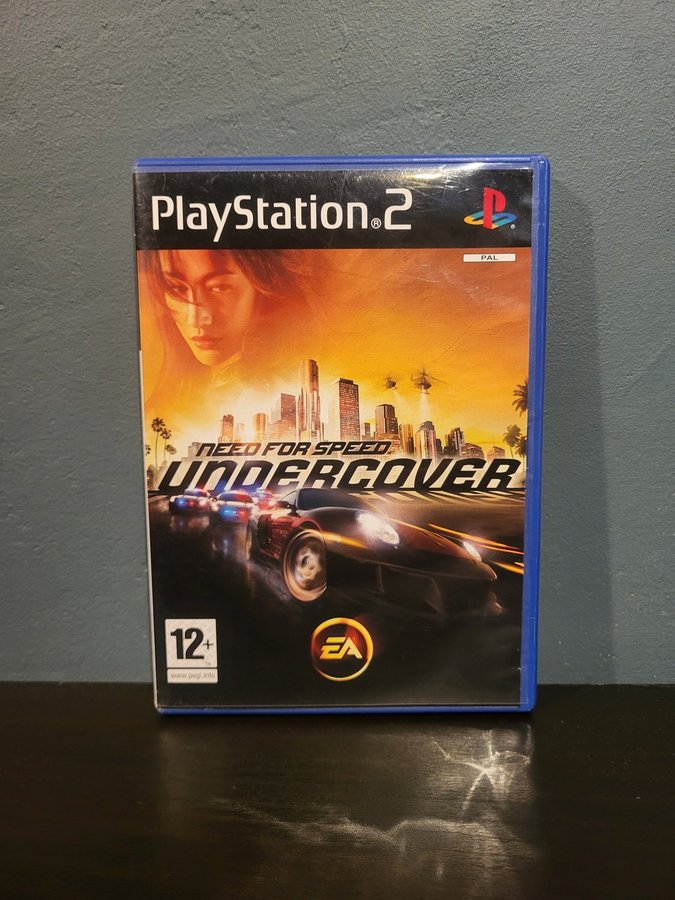 PlayStation®2
PAL
NEED FOR SPEED
UNDERCOVER
12+
www.pegi.info
EA